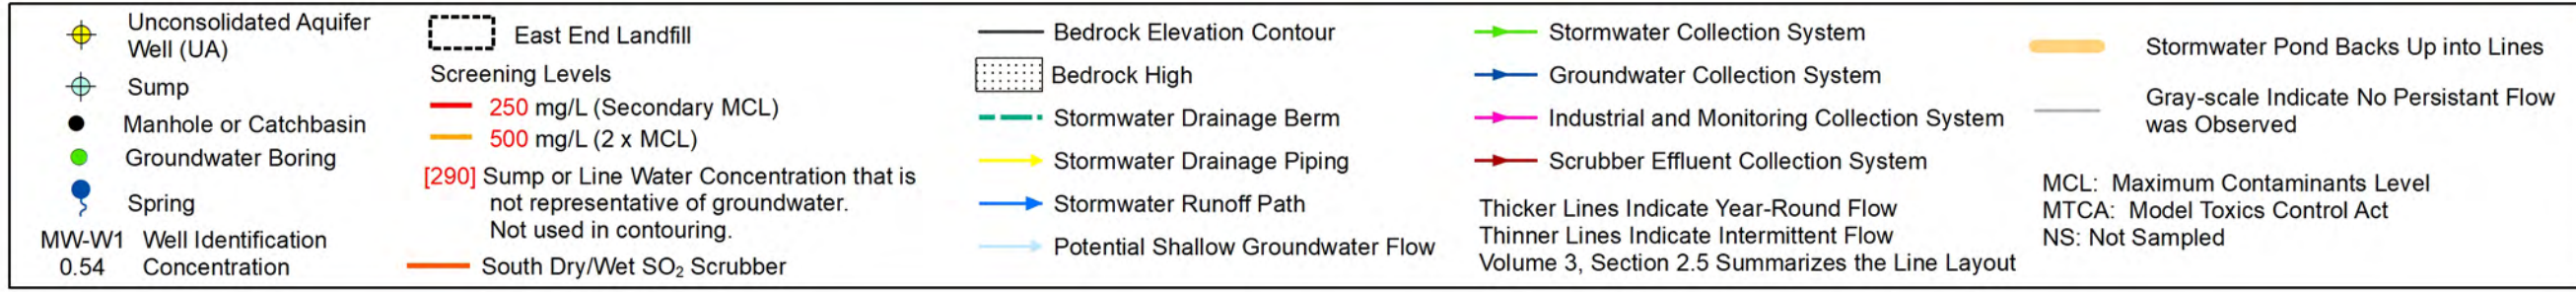 Unconsolidated Aquifer
Well (UA)
Sump
Manhole or Catchbasin
Groundwater Boring
Spring
MW-W1 Well Identification
0.54 Concentration
East End Landfill
Screening Levels
250 mg/L (Secondary MCL)
500 mg/L (2 x MCL)
[290] Sump or Line Water Concentration that is
not representative of groundwater.
Not used in contouring.
South Dry/Wet SO₂ Scrubber
Bedrock Elevation Contour
Bedrock High
Stormwater Drainage Berm
Stormwater Drainage Piping
Stormwater Runoff Path
Potential Shallow Groundwater Flow
Stormwater Collection System
Groundwater Collection System
Industrial and Monitoring Collection System
Scrubber Effluent Collection System
Thicker Lines Indicate Year-Round Flow
Thinner Lines Indicate Intermittent Flow
Volume 3, Section 2.5 Summarizes the Line Layout
Stormwater Pond Backs Up into Lines
Gray-scale Indicate No Persistant Flow
was Observed
MCL: Maximum Contaminants Level
MTCA: Model Toxics Control Act
NS: Not Sampled